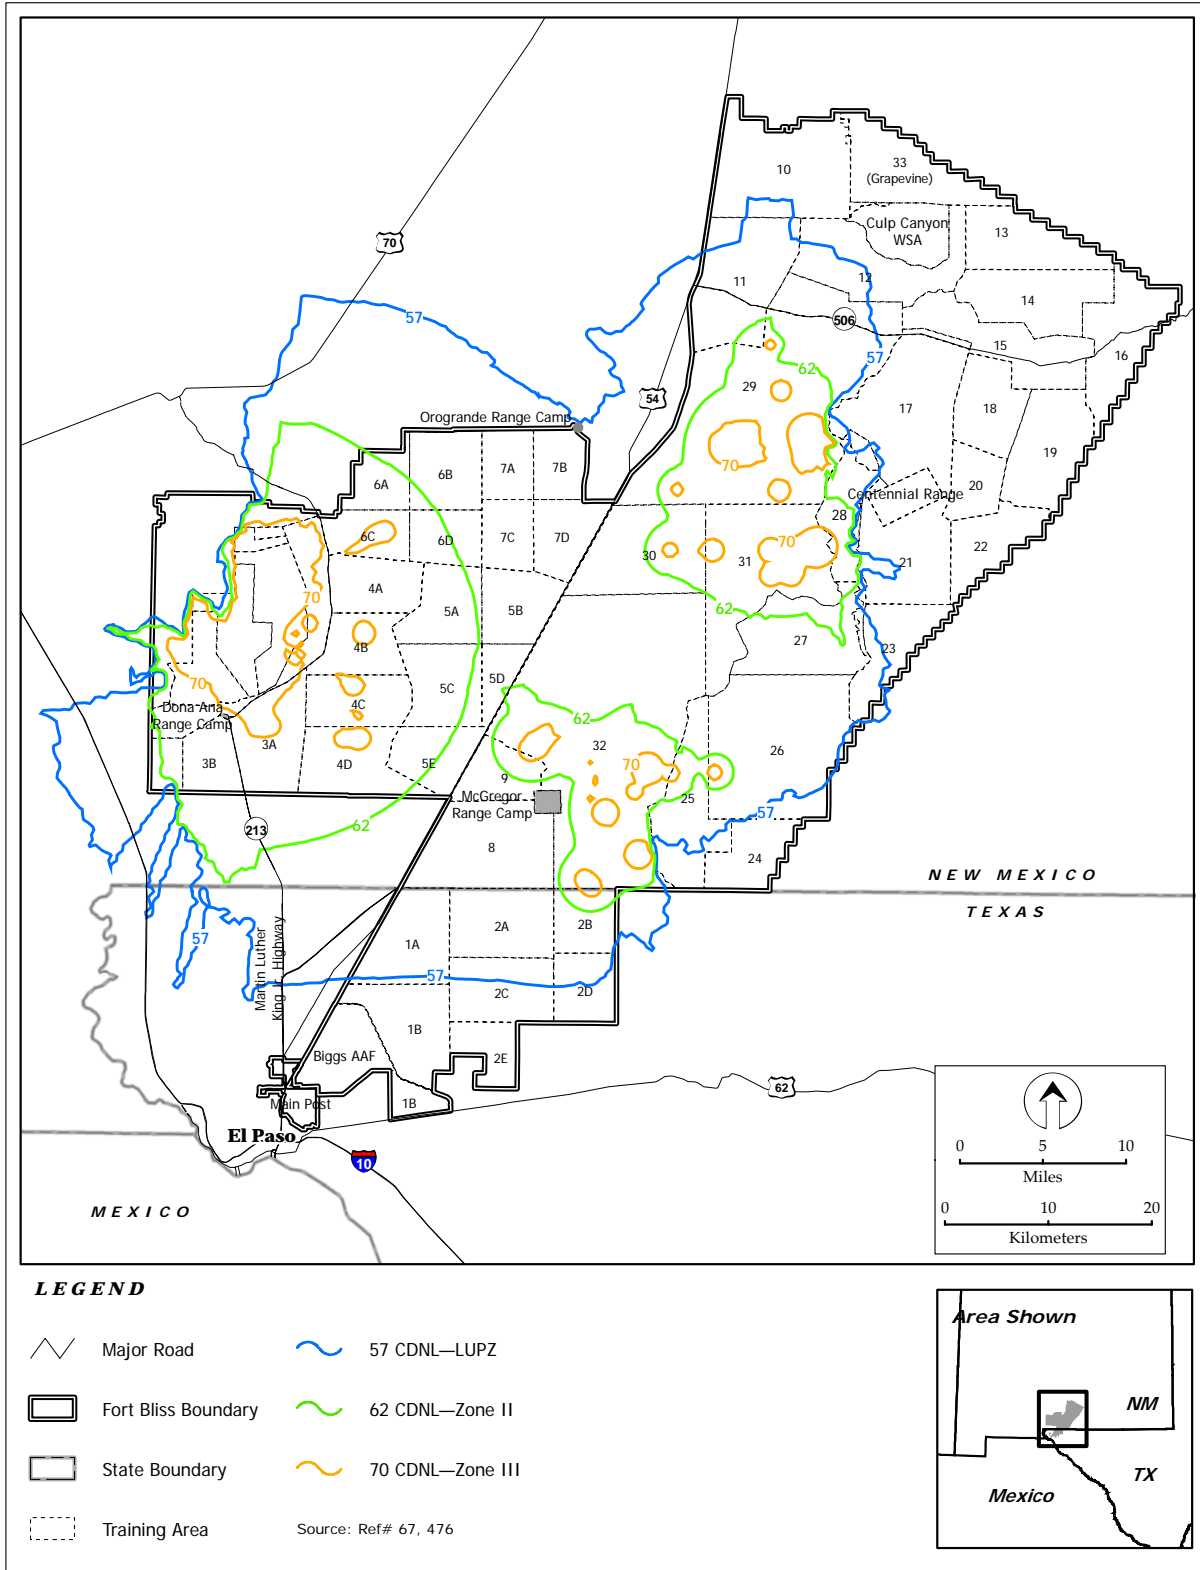 10
33
(Grapevine)
Culp Canyon
WSA
13
70
11
12
14
57
506
15
16
57
62
54
29
17
18
Orogrande Range Camp
19
6A
6B
7A
7B
70
20
Centennial Range
28
6C
6D
7C
7D
30
31
70
22
21
4A
70
5A
5B
62
27
4B
23
5D
70
5C
4C
Dona Ana
Range Camp
62
3A
32
26
3B
4D
5E
9
70
25
McGregor
Range Camp
57
213
62
8
24
NEW MEXICO
TEXAS
57
Martin Luther
King Jr. Highway
1A
2A
2B
57
2C
2D
1B
Biggs AAF
2E
62
Main Post
1B
El Paso
10
MEXICO
0
5
10
Miles
0
10
20
Kilometers
LEGEND
Major Road
57 CDNL—LUPZ
Fort Bliss Boundary
62 CDNL—Zone II
State Boundary
70 CDNL—Zone III
Training Area
Source: Ref# 67, 476
Area Shown
NM
TX
Mexico